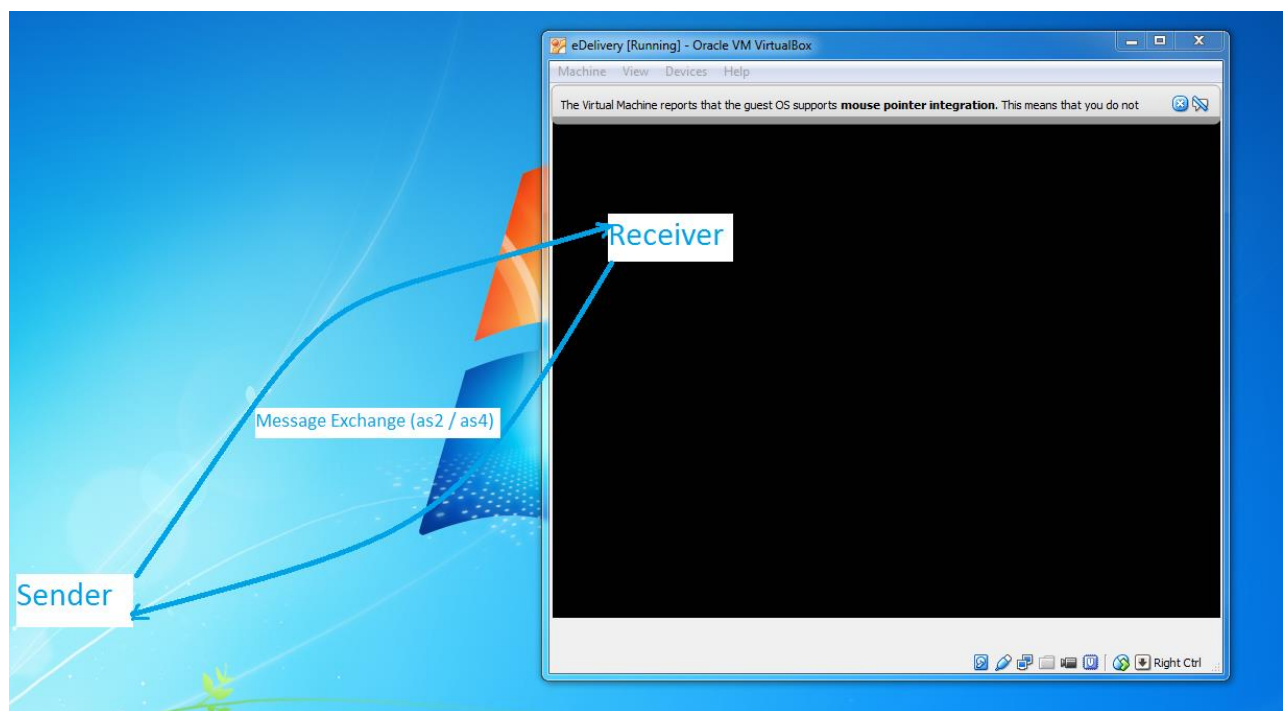 eDelivery [Running] - Oracle VM VirtualBox
Machine View Devices Help
The Virtual Machine reports that the guest OS supports mouse pointer integration. This means that you do not
Receiver
Message Exchange (as2 / as4)
Sender
Right Ctrl